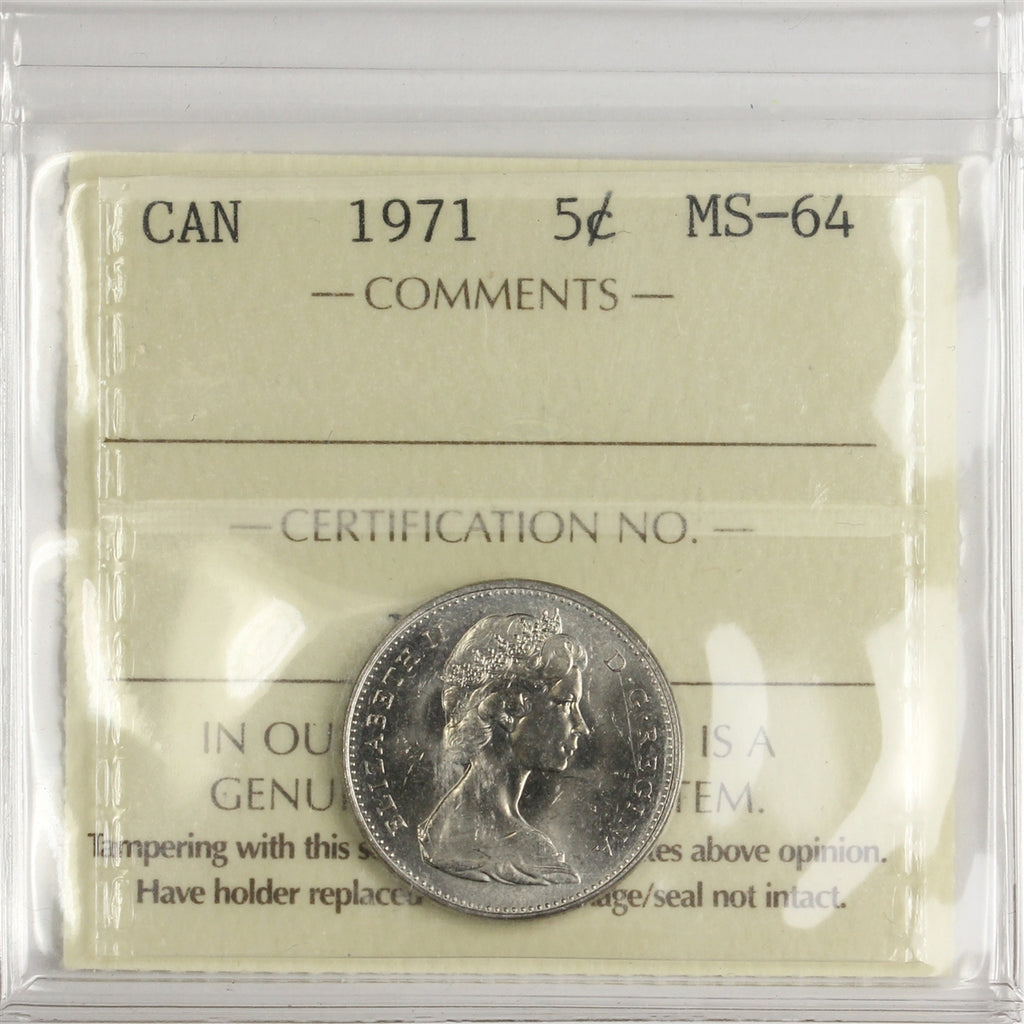 CAN 1971 5¢ MS-64
— COMMENTS —
— CERTIFICATION NO. —
ELIZABETH II D·G·REGINA
IN OU IS A
GENU TEM.
Tampering with this s es above opinion.
Have holder replaced age/seal not intact.